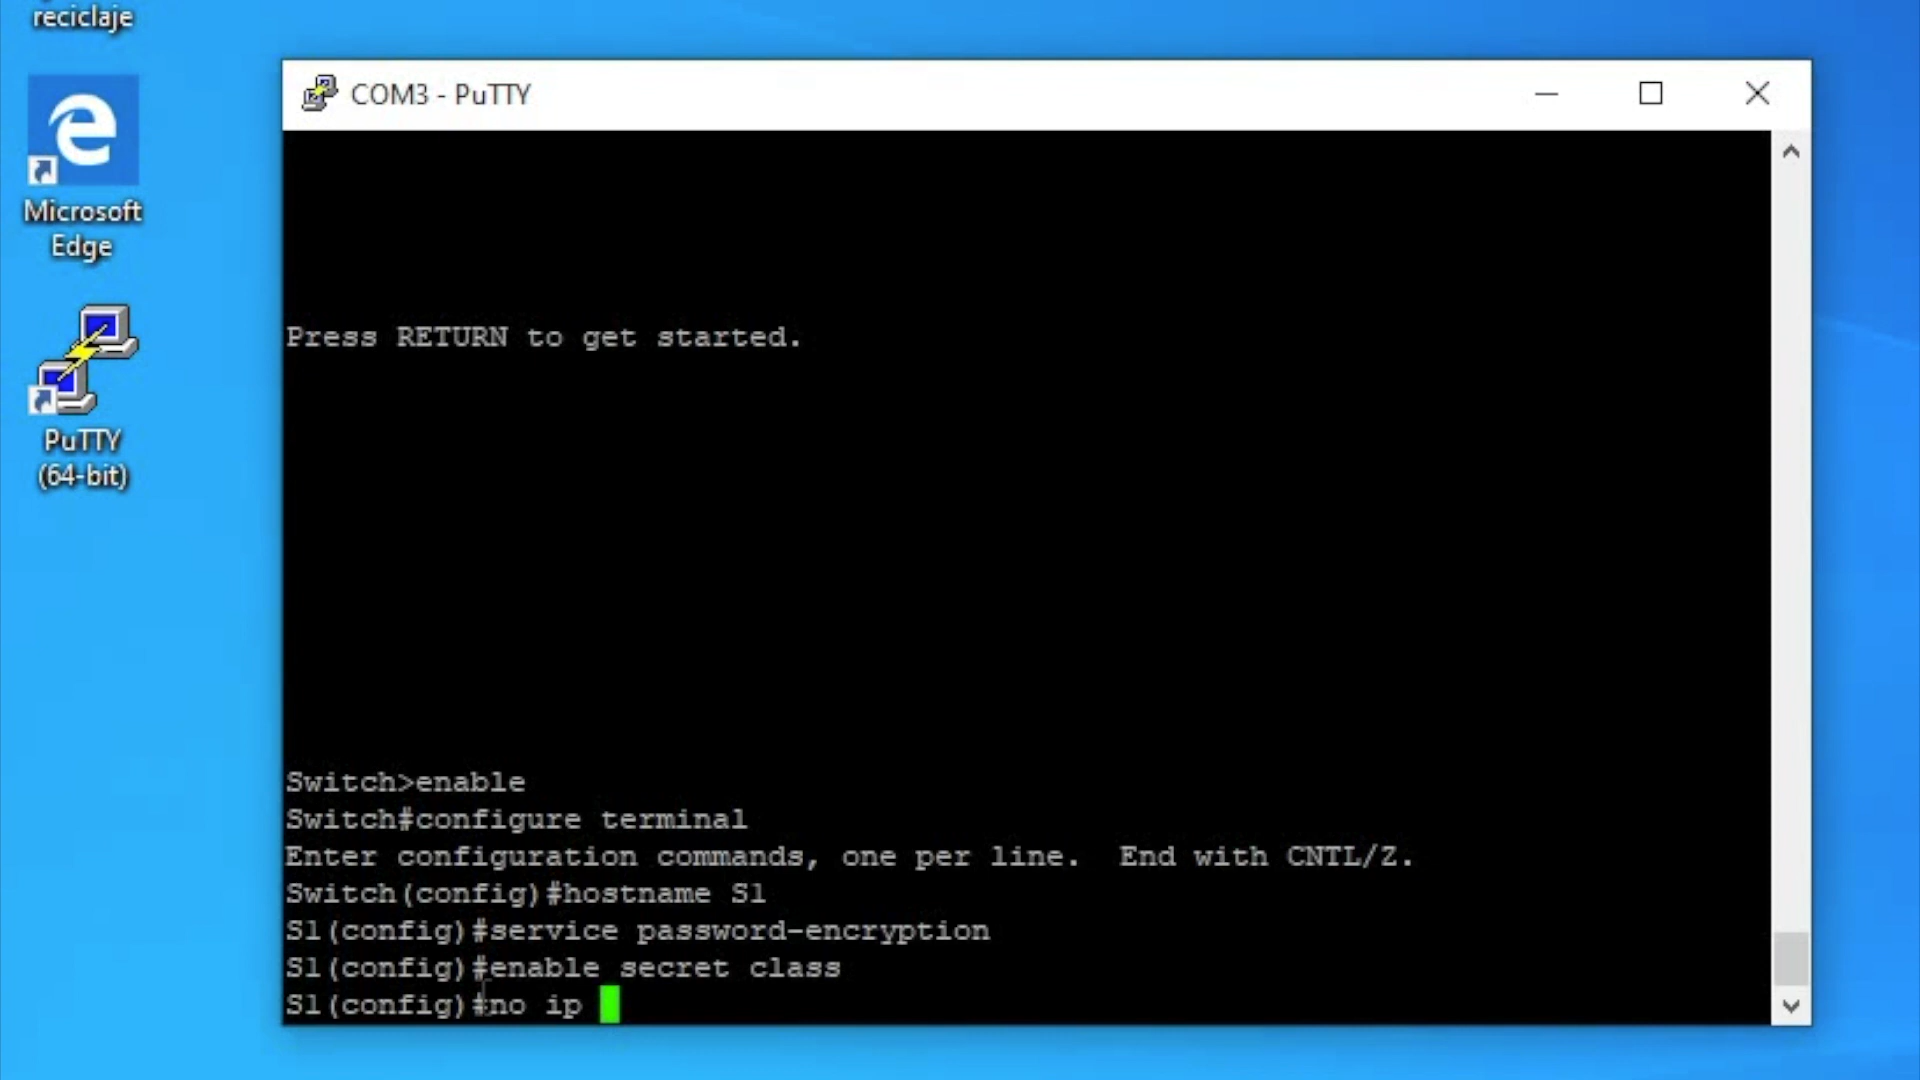 reciclaje
Microsoft
Edge
PuTTY
(64-bit)
COM3 - PuTTY
Press RETURN to get started.
Switch>enable
Switch#configure terminal
Enter configuration commands, one per line.  End with CNTL/Z.
Switch(config)#hostname S1
S1(config)#service password-encryption
S1(config)#enable secret class
S1(config)#no ip